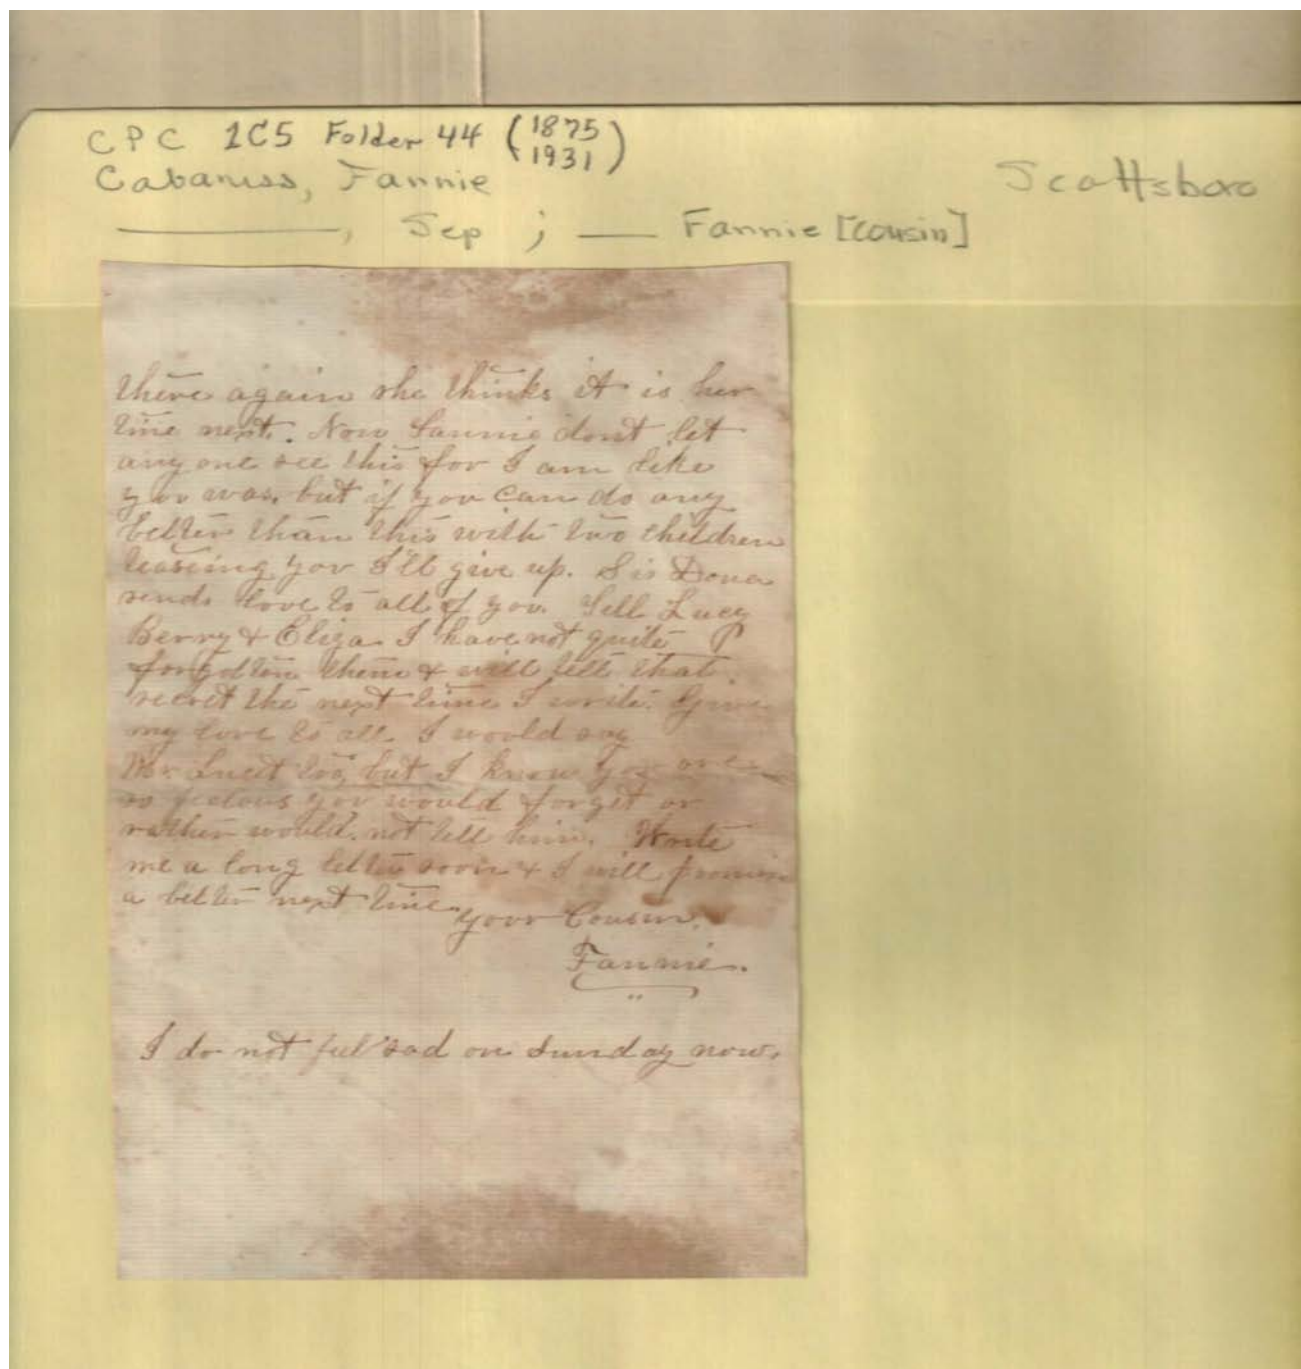 CPC 1C5 Folder 44 (1875
1931)
Cabaniss, Fannie
Scottsboro
, Sep ; Fannie [cousin]
there again she thinks it is her
time next. Now Fannie dont let
any one see this for I am like
you was, but if you can do any
better than this with two children
teaseing you I'll give up. Sis Dona
sends love to all of you. Tell Lucy
Berry & Eliza I have not quite
forgotten them & will tell that
secret the next time I write. Give
my love to all. I would say
Mr too, but I know you are
so jelous you would forget or
rather would not tell him. Write
me a long letter soon & I will promise
a better next time.
Your Cousin.
Fannie.
I do not feel sad on Sunday now.